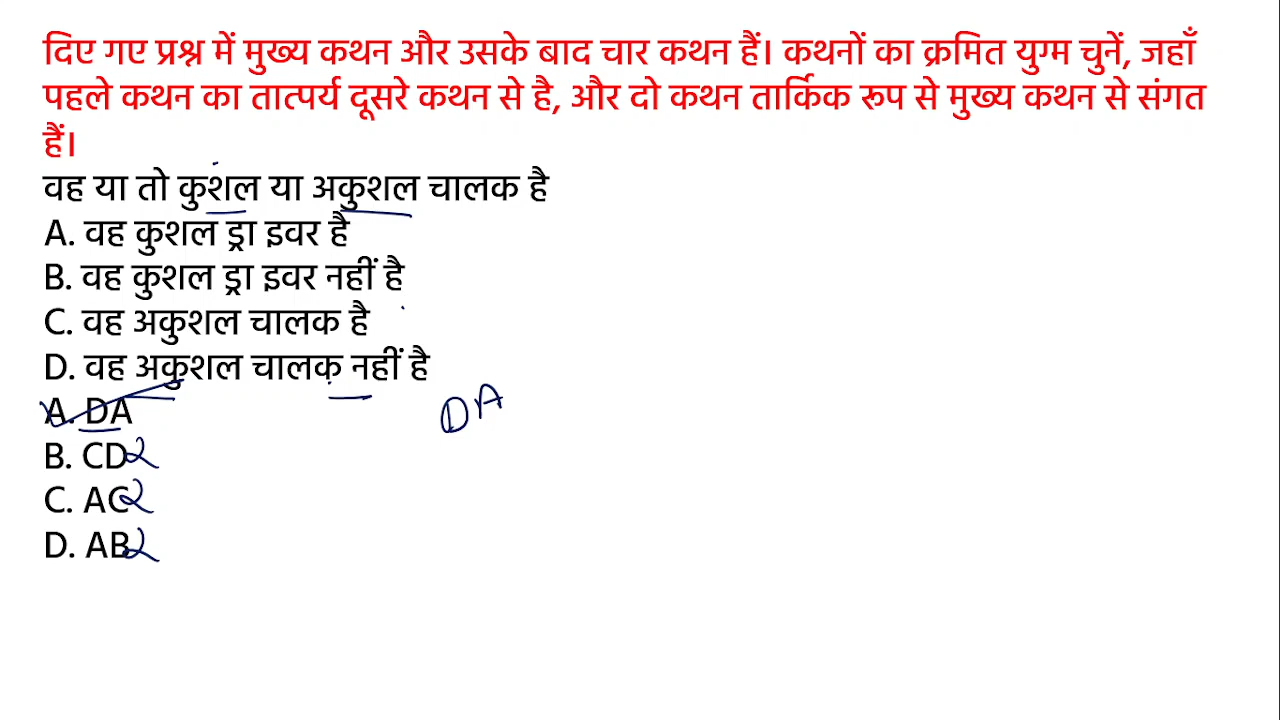 दिए गए प्रश्न में मुख्य कथन और उसके बाद चार कथन हैं। कथनों का क्रमित युग्म चुनें, जहाँ
पहले कथन का तात्पर्य दूसरे कथन से है, और दो कथन तार्किक रूप से मुख्य कथन से संगत
हैं।
वह या तो कुशल या अकुशल चालक है
A. वह कुशल ड्रा इवर है
B. वह कुशल ड्रा इवर नहीं है
C. वह अकुशल चालक है
D. वह अकुशल चालक नहीं है
A. DA DA
B. CD
C. AC
D. AB